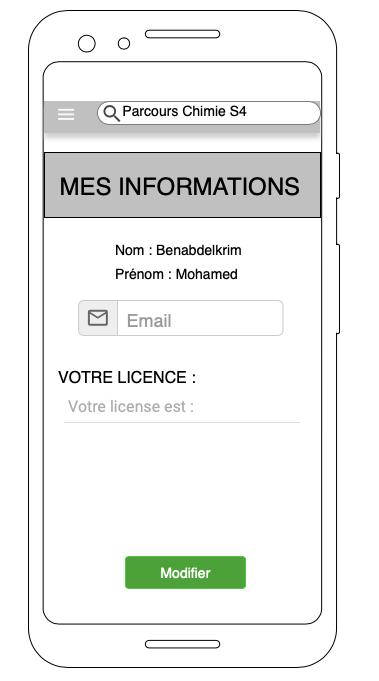 Parcours Chimie S4
MES INFORMATIONS
Nom : Benabdelkrim
Prénom : Mohamed
Email
VOTRE LICENCE :
Votre license est :
Modifier